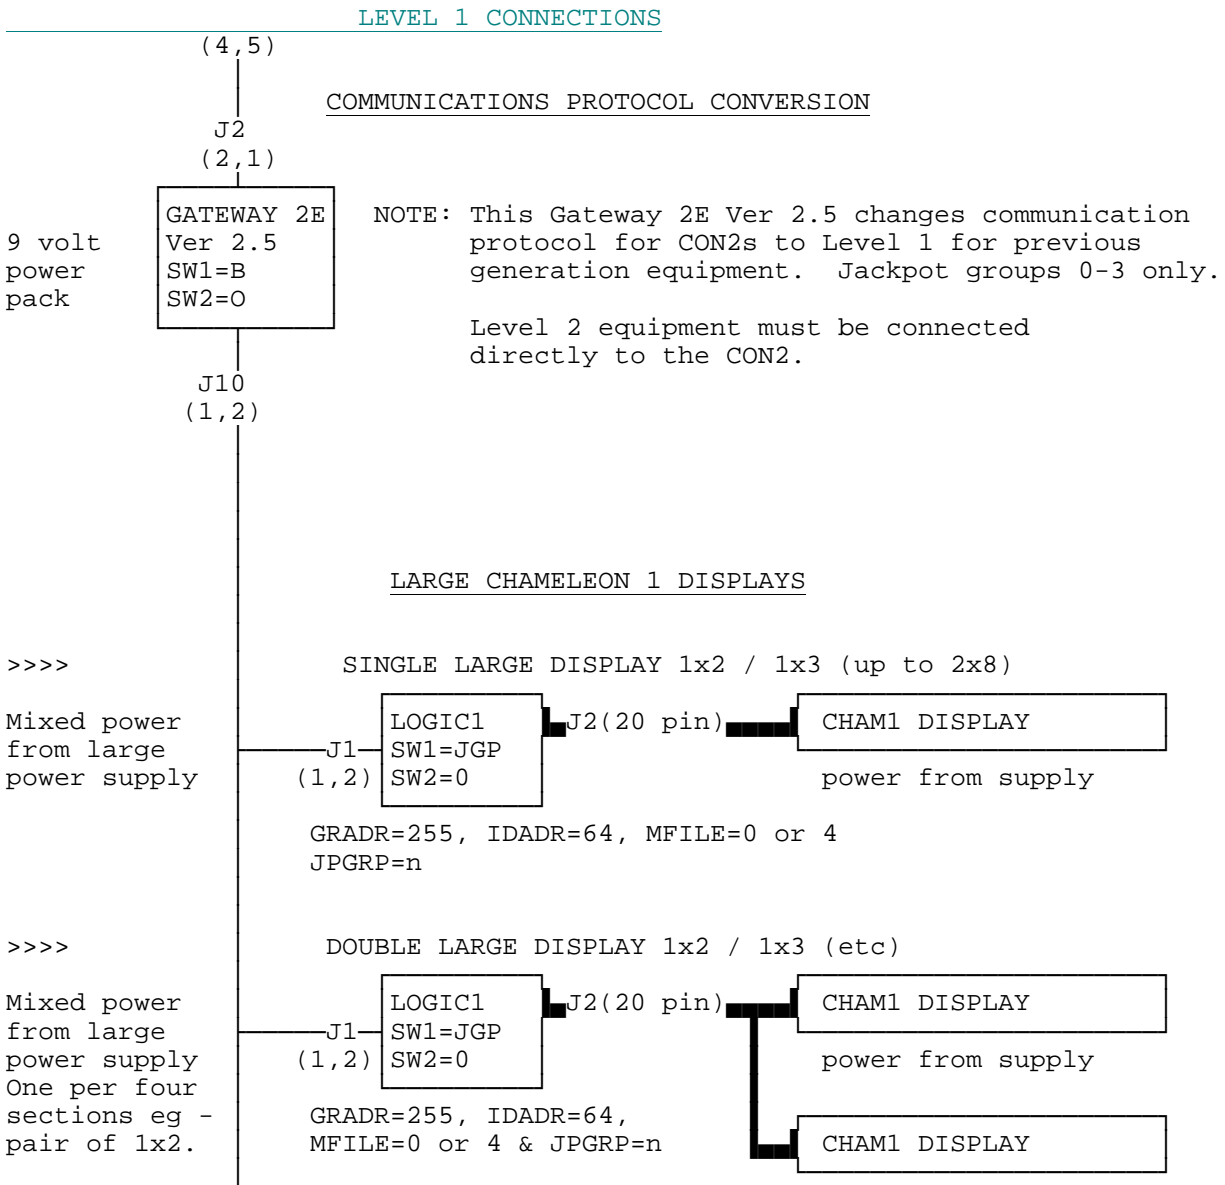 LEVEL 1 CONNECTIONS
(4,5)
COMMUNICATIONS PROTOCOL CONVERSION
J2
(2,1)
GATEWAY 2E
Ver 2.5
SW1=B
SW2=O
9 volt
power
pack
NOTE: This Gateway 2E Ver 2.5 changes communication
protocol for CON2s to Level 1 for previous
generation equipment. Jackpot groups 0-3 only.
Level 2 equipment must be connected
directly to the CON2.
J10
(1,2)
LARGE CHAMELEON 1 DISPLAYS
>>>>
SINGLE LARGE DISPLAY 1x2 / 1x3 (up to 2x8)
Mixed power
from large
power supply
J1
(1,2)
LOGIC1
SW1=JGP
SW2=0
J2(20 pin)
CHAM1 DISPLAY
power from supply
GRADR=255, IDADR=64, MFILE=0 or 4
JPGRP=n
>>>>
DOUBLE LARGE DISPLAY 1x2 / 1x3 (etc)
Mixed power
from large
power supply
One per four
sections eg -
pair of 1x2.
J1
(1,2)
LOGIC1
SW1=JGP
SW2=0
J2(20 pin)
CHAM1 DISPLAY
power from supply
GRADR=255, IDADR=64,
MFILE=0 or 4 & JPGRP=n
CHAM1 DISPLAY